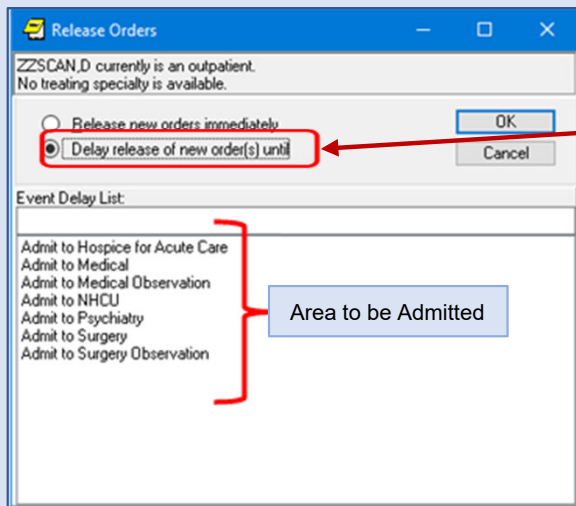 Release Orders
ZZSCAN,D currently is an outpatient.
No treating specialty is available.
Release new orders immediately
OK
Delay release of new order(s) until
Cancel
Event Delay List:
Admit to Hospice for Acute Care
Admit to Medical
Admit to Medical Observation
Admit to NHCU
Admit to Psychiatry
Admit to Surgery
Admit to Surgery Observation
Area to be Admitted